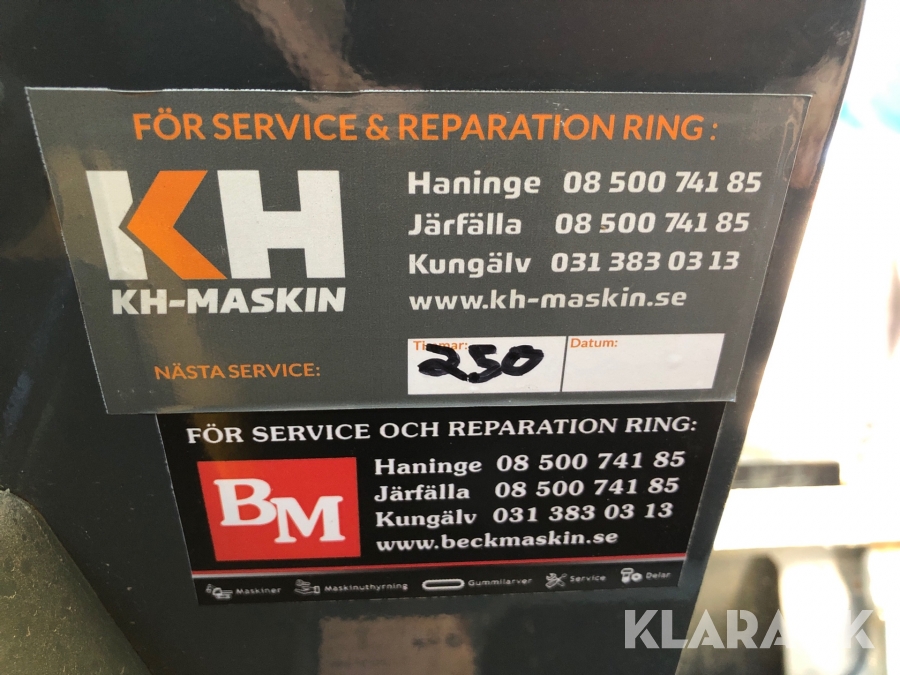 FÖR SERVICE & REPARATION RING:
KH
KH-MASKIN
Haninge 08 500 741 85
Järfälla 08 500 741 85
Kungälv 031 383 03 13
www.kh-maskin.se
NÄSTA SERVICE:
Timmar: 250
Datum:
FÖR SERVICE OCH REPARATION RING:
BM
Haninge 08 500 741 85
Järfälla 08 500 741 85
Kungälv 031 383 03 13
www.beckmaskin.se
Maskiner Maskinuthyrning Gummilarver Service Delar